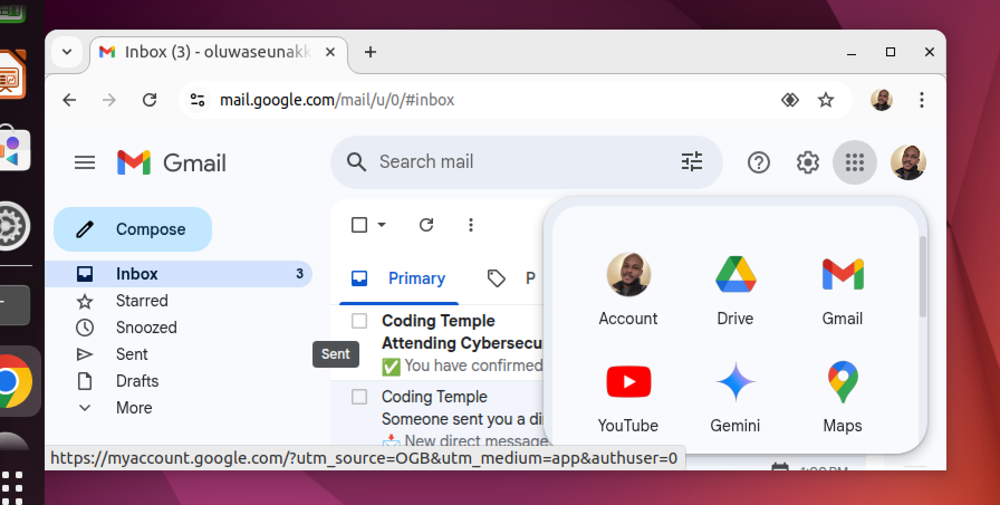 Inbox (3) - oluwaseunakk
mail.google.com/mail/u/0/#inbox
Gmail
Search mail
Compose
Inbox 3
Starred
Snoozed
Sent
Drafts
More
Primary
P
Coding Temple
Attending Cybersecu
✅ You have confirmed
Sent
Coding Temple
Someone sent you a di
📩 New direct message
Account
Drive
Gmail
YouTube
Gemini
Maps
https://myaccount.google.com/?utm_source=OGB&utm_medium=app&authuser=0